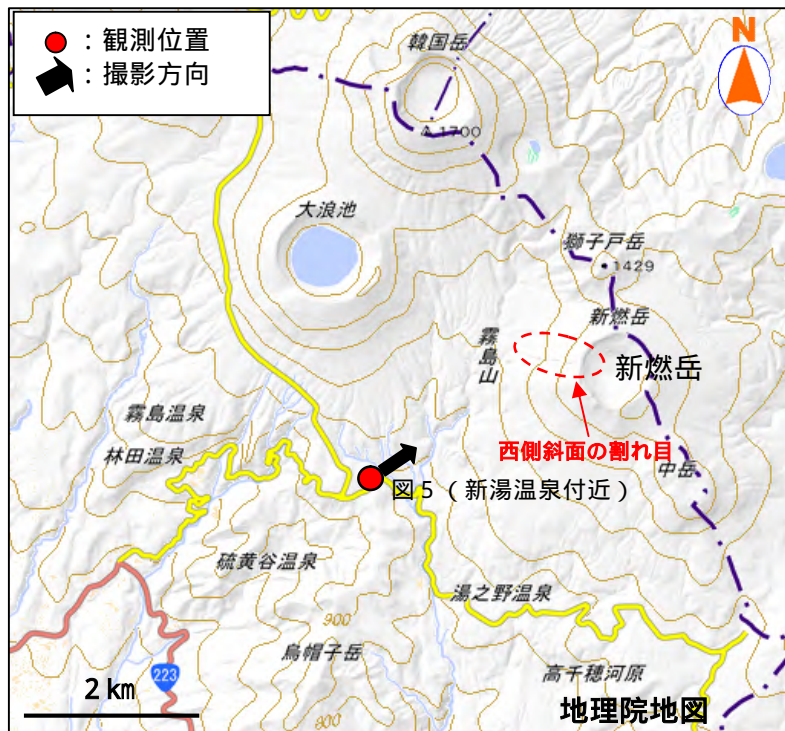 ：観測位置
：撮影方向
N
韓国岳
1700
大浪池
獅子戸岳
1429
新燃岳
霧島山
新燃岳
霧島温泉
林田温泉
西側斜面の割れ目
中岳
図５（新湯温泉付近）
硫黄谷温泉
湯之野温泉
900
烏帽子岳
223
高千穂河原
2 km
地理院地図
800